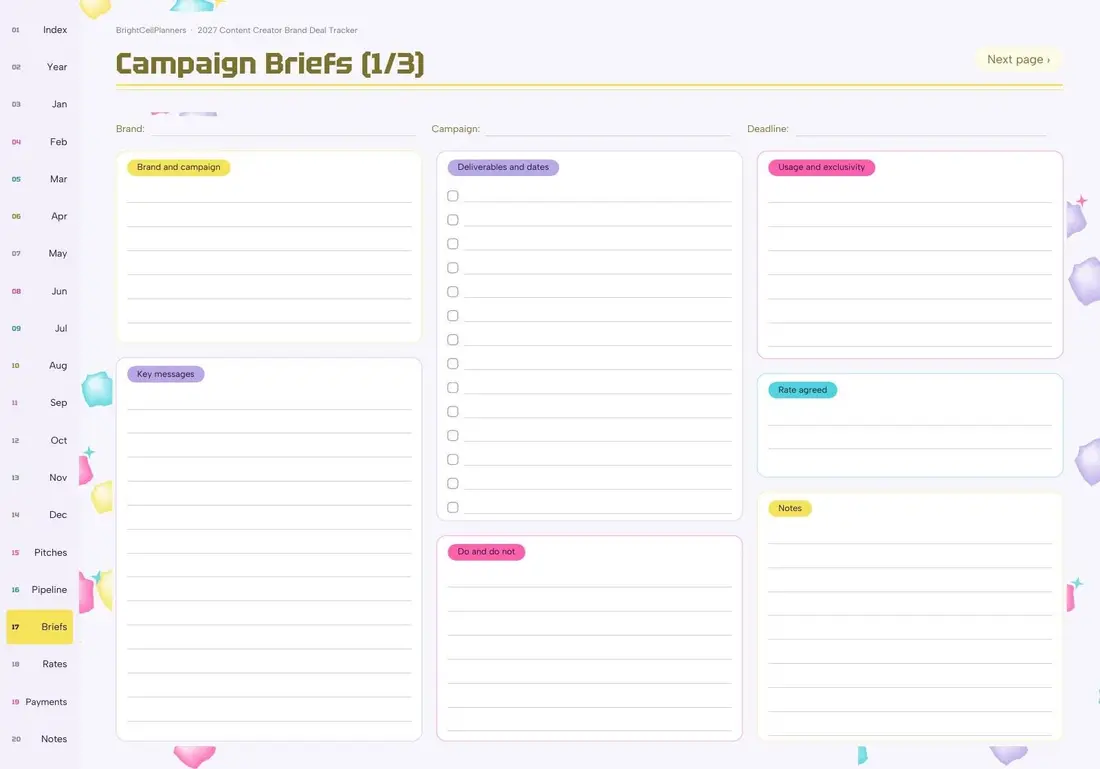 01 Index
02 Year
03 Jan
04 Feb
05 Mar
06 Apr
07 May
08 Jun
09 Jul
10 Aug
11 Sep
12 Oct
13 Nov
14 Dec
15 Pitches
16 Pipeline
17 Briefs
18 Rates
19 Payments
20 Notes
BrightCellPlanners · 2027 Content Creator Brand Deal Tracker
Campaign Briefs (1/3)
Next page ›
Brand: Campaign: Deadline:
Brand and campaign
Key messages
Deliverables and dates
Do and do not
Usage and exclusivity
Rate agreed
Notes